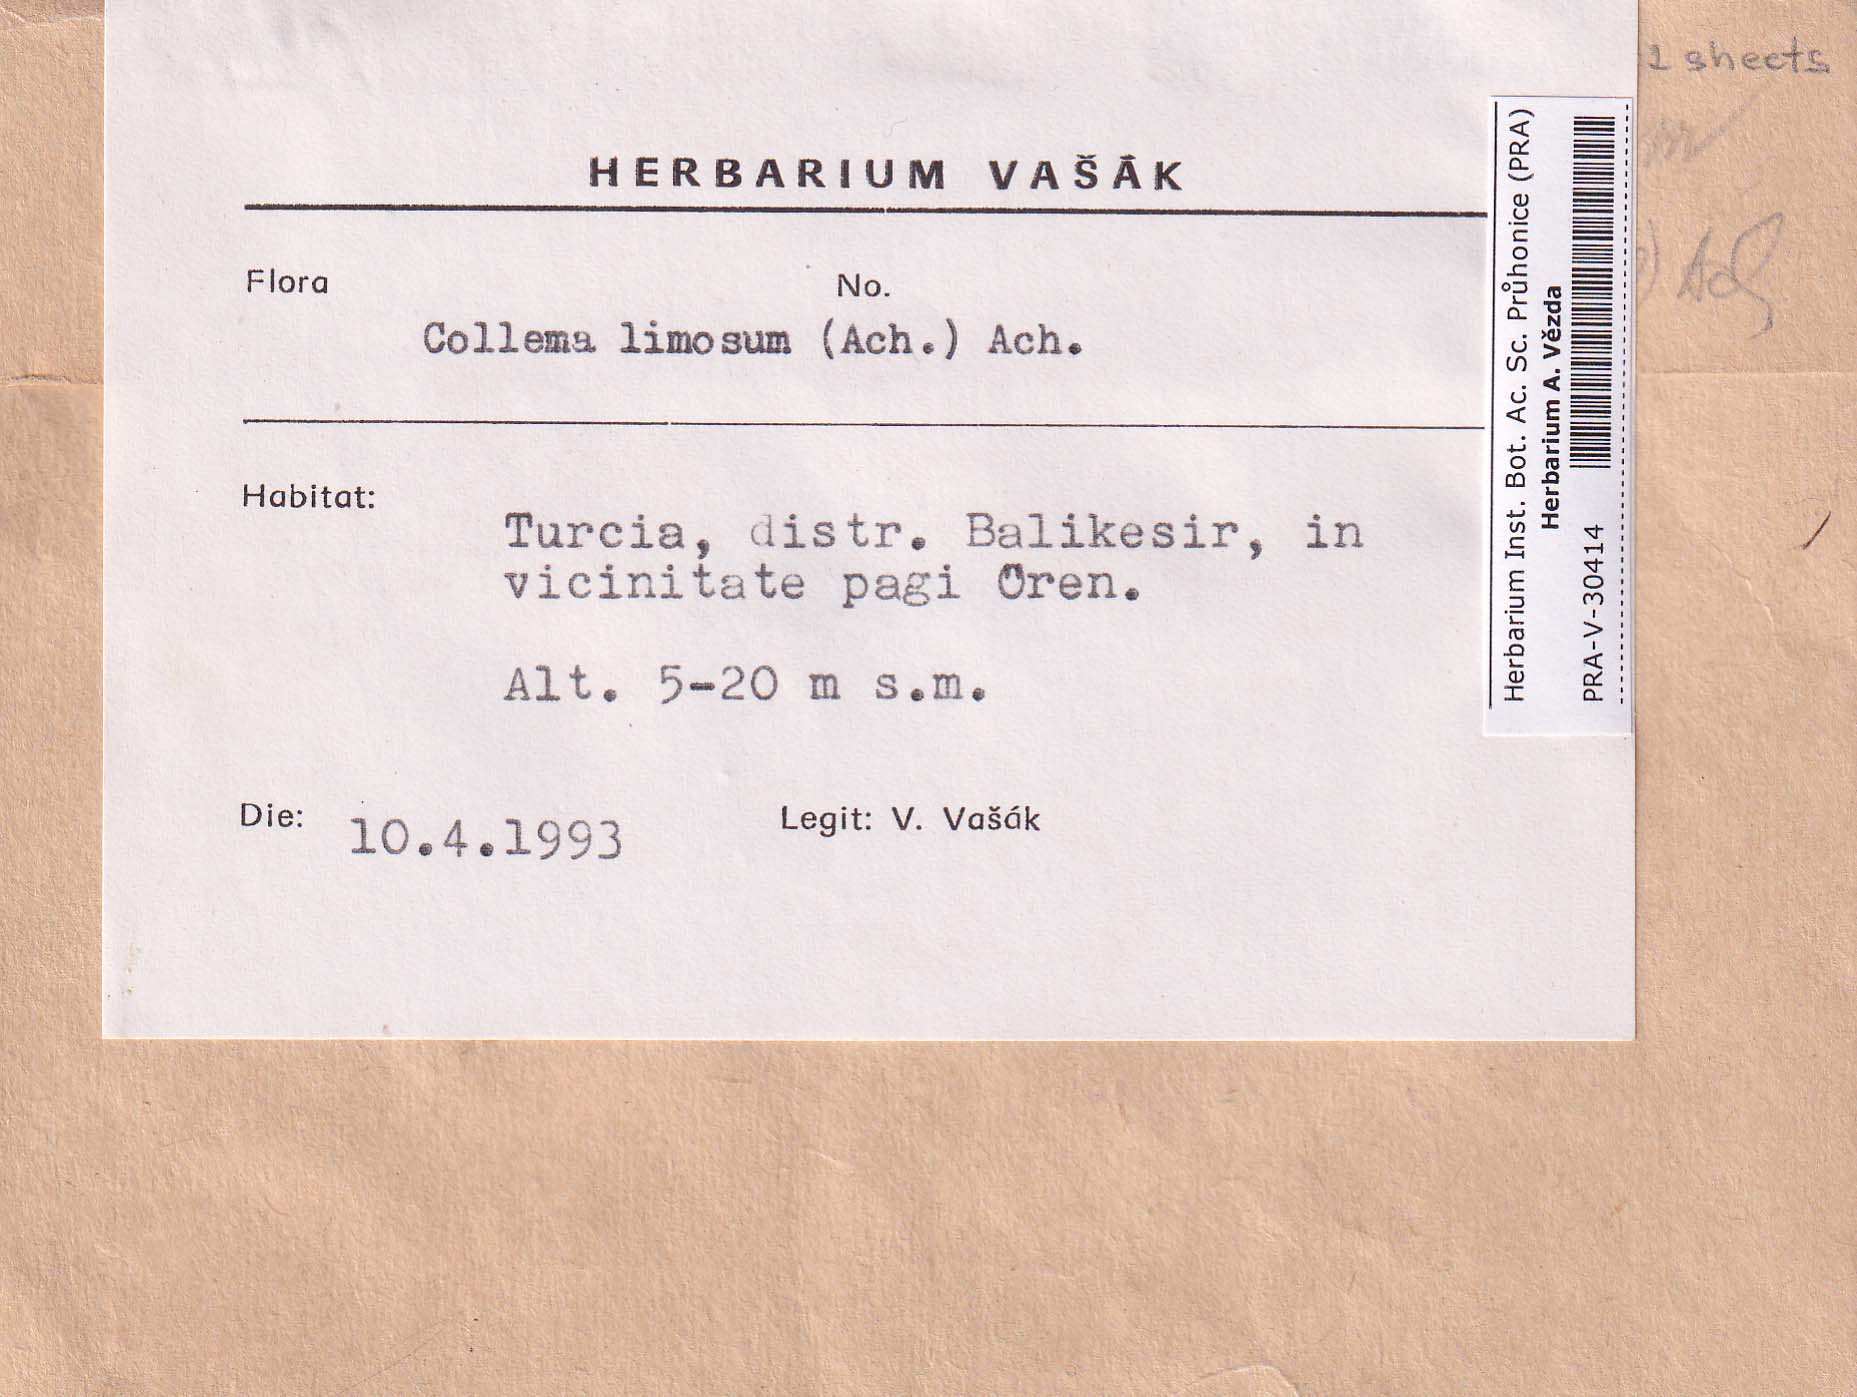 HERBARIUM VAŠÁK
Flora No.
Collema limosum (Ach.) Ach.
Habitat:
Turcia, distr. Balikesir, in
vicinitate pagi Ören.
Alt. 5-20 m s.m.
Die: 10.4.1993 Legit: V. Vašák
Herbarium Inst. Bot. Ac. Sc. Průhonice (PRA)
Herbarium A. Vězda
PRA-V-30414
sheets